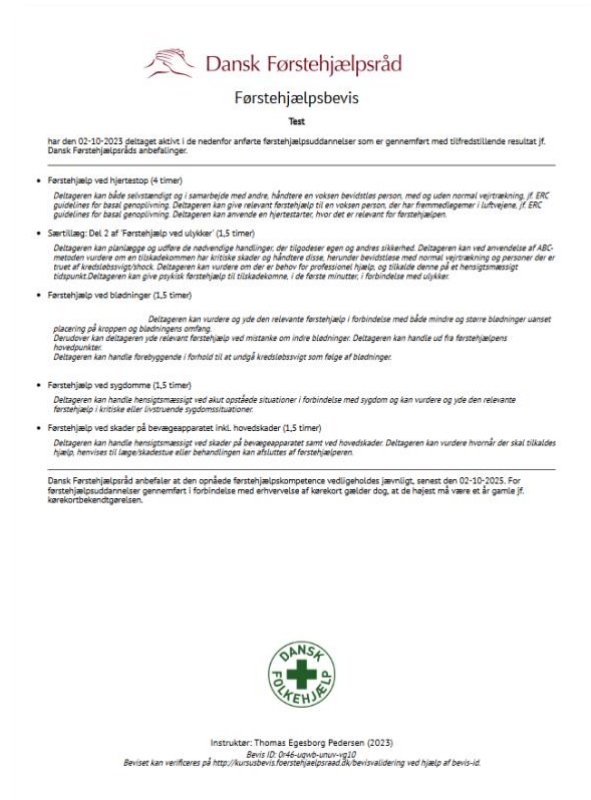 Dansk Førstehjælpsråd
Førstehjælpsbevis
Test
har den 02-10-2023 deltaget aktivt i de nedenfor anførte førstehjælpsuddannelser som er gennemført med tilfredstillende resultat jf.
Dansk Førstehjælpsråds anbefalinger.
• Førstehjælp ved hjertestop (4 timer)
Deltageren kan både selvstændigt og i samarbejde med andre, håndtere en voksen bevidstløs person, med og uden normal vejrtrækning, jf. ERC
guidelines for basal genoplivning. Deltageren kan give relevant førstehjælp til en voksen person, der har fremmedlegemer i luftvejene, jf. ERC
guidelines for basal genoplivning. Deltageren kan anvende en hjertestarter, hvor det er relevant for førstehjælpen.
• Særtillæg: Del 2 af 'Førstehjælp ved ulykker' (1,5 timer)
Deltageren kan planlægge og udføre de nødvendige handlinger, der tilgodeser egen og andres sikkerhed. Deltageren kan ved anvendelse af ABC-
metoden vurdere om en tilskadekommen har kritiske skader og håndtere disse, herunder bevidstløse med normal vejrtrækning og personer der er
truet af kredsløbssvigt/shock. Deltageren kan vurdere om der er behov for professionel hjælp, og tilkalde denne på et hensigtsmæssigt
tidspunkt.Deltageren kan give psykisk førstehjælp til tilskadekomne, i de første minutter, i forbindelse med ulykker.
• Førstehjælp ved blødninger (1,5 timer)
Deltageren kan vurdere og yde den relevante førstehjælp i forbindelse med både mindre og større blødninger uanset
placering på kroppen og blødningens omfang.
Derudover kan deltageren yde relevant førstehjælp ved mistanke om indre blødninger. Deltageren kan handle ud fra førstehjælpens
hovedpunkter.
Deltageren kan handle forebyggende i forhold til at undgå kredsløbssvigt som følge af blødninger.
• Førstehjælp ved sygdomme (1,5 timer)
Deltageren kan handle hensigtsmæssigt ved akut opståede situationer i forbindelse med sygdom og kan vurdere og yde den relevante
førstehjælp i kritiske eller livstruende sygdomssituationer.
• Førstehjælp ved skader på bevægeapparatet inkl. hovedskader (1,5 timer)
Deltageren kan handle hensigtsmæssigt ved skader på bevægeapparatet samt ved hovedskader. Deltageren kan vurdere hvornår der skal tilkaldes
hjælp, henvises til læge/skadestue eller behandlingen kan afsluttes af førstehjælperen.
Dansk Førstehjælpsråd anbefaler at den opnåede førstehjælpskompetence vedligeholdes jævnligt, senest den 02-10-2025. For
førstehjælpsuddannelser gennemført i forbindelse med erhvervelse af kørekort gælder dog, at de højest må være et år gamle jf.
kørekortbekendtgørelsen.
DANSK
FOLKEHJÆLP
Instruktør: Thomas Egesborg Pedersen (2023)
Bevis ID: 0r46-uqwb-unuv-vg10
Beviset kan verificeres på http://kursusbevis.foerstehjaelpsraad.dk/bevisvalidering ved hjælp af bevis-id.